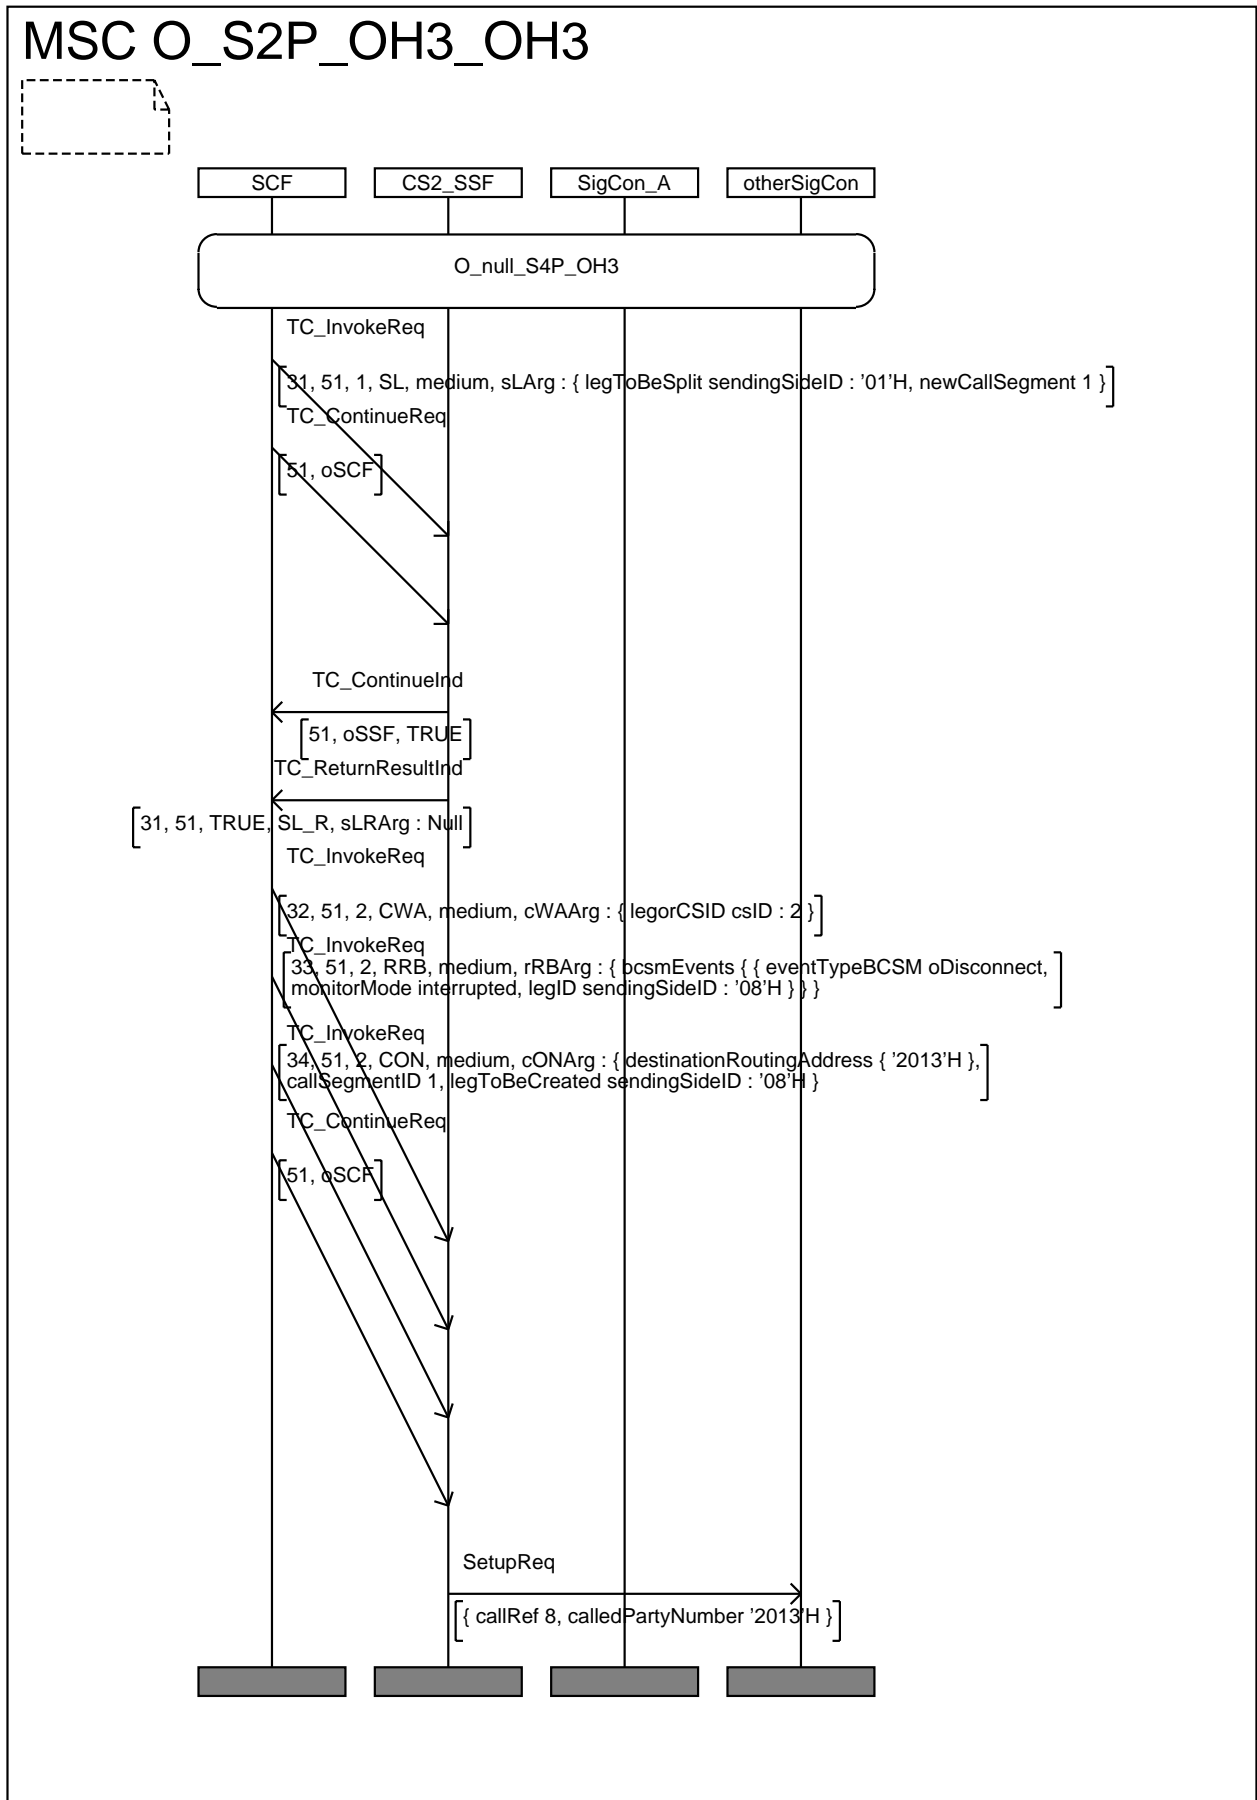 MSC O_S2P_OH3_OH3
SCF
CS2_SSF
SigCon_A
otherSigCon
O_null_S4P_OH3
TC_InvokeReq
31, 51, 1, SL, medium, sLArg : { legToBeSplit sendingSideID : '01'H, newCallSegment 1 }
TC_ContinueReq
51, oSCF
TC_ContinueInd
51, oSSF, TRUE
TC_ReturnResultInd
31, 51, TRUE, SL_R, sLRArg : Null
TC_InvokeReq
32, 51, 2, CWA, medium, cWAArg : { legorCSID csID : 2 }
TC_InvokeReq
33, 51, 2, RRB, medium, rRBArg : { bcsmEvents { { eventTypeBCSM oDisconnect,
monitorMode interrupted, legID sendingSideID : '08'H } } }
TC_InvokeReq
34, 51, 2, CON, medium, cONArg : { destinationRoutingAddress { '2013'H },
callSegmentID 1, legToBeCreated sendingSideID : '08'H }
TC_ContinueReq
51, oSCF
SetupReq
{ callRef 8, calledPartyNumber '2013'H }